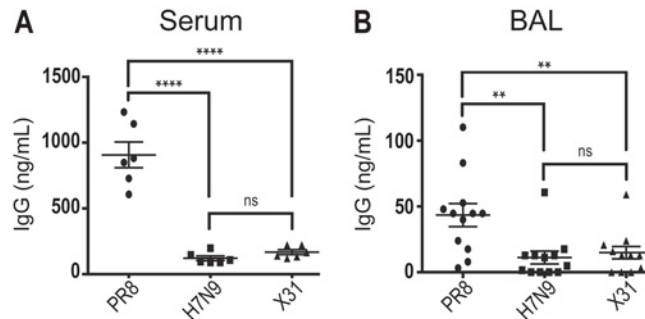 A Serum
****
****
1500
1000
500
0
IgG (ng/mL)
ns
PR8
H7N9
X31
B BAL
**
**
150
100
50
0
IgG (ng/mL)
ns
PR8
H7N9
X31